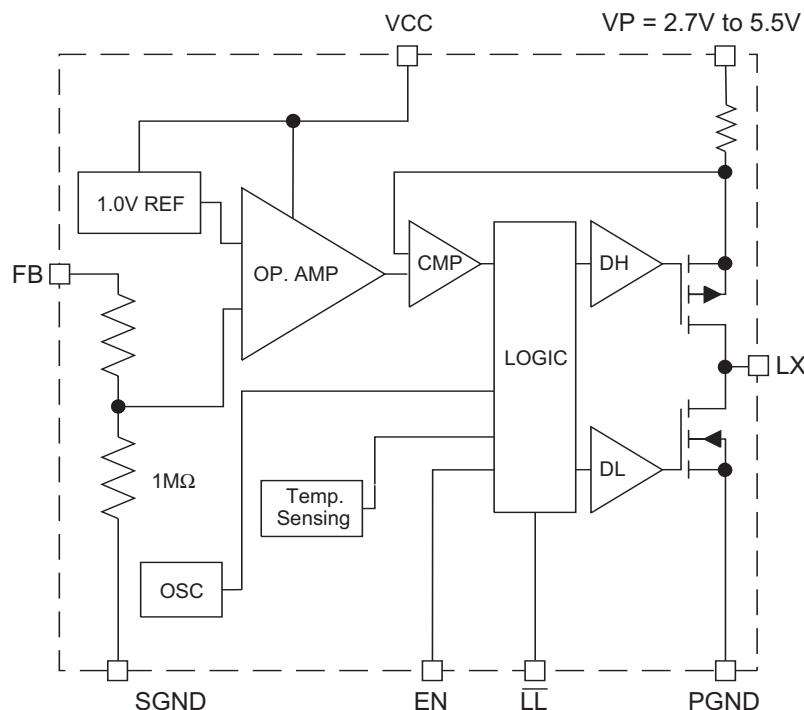 VCC
VP = 2.7V to 5.5V
1.0V REF
FB
OP. AMP
CMP
DH
LOGIC
LX
1MΩ
Temp.
Sensing
DL
OSC
SGND
EN
L̅L̅
PGND